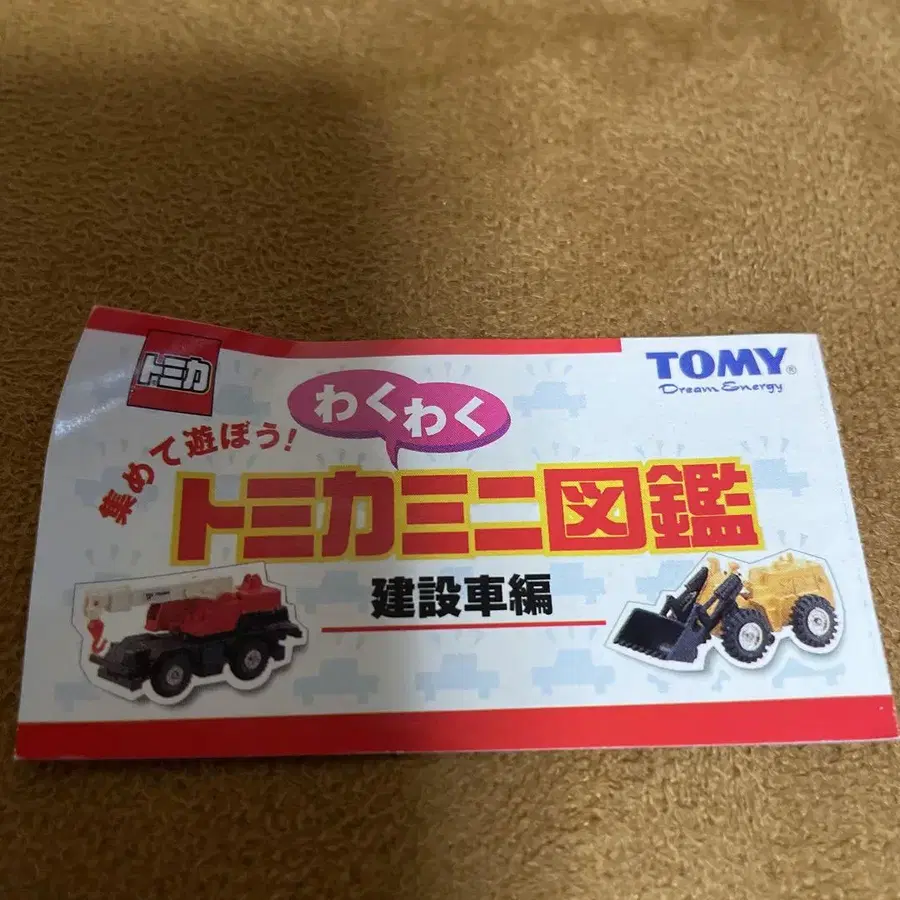 トミカ
TOMY®
Dream Energy
集めて遊ぼう!
わくわく
トミカミニ図鑑
建設車編